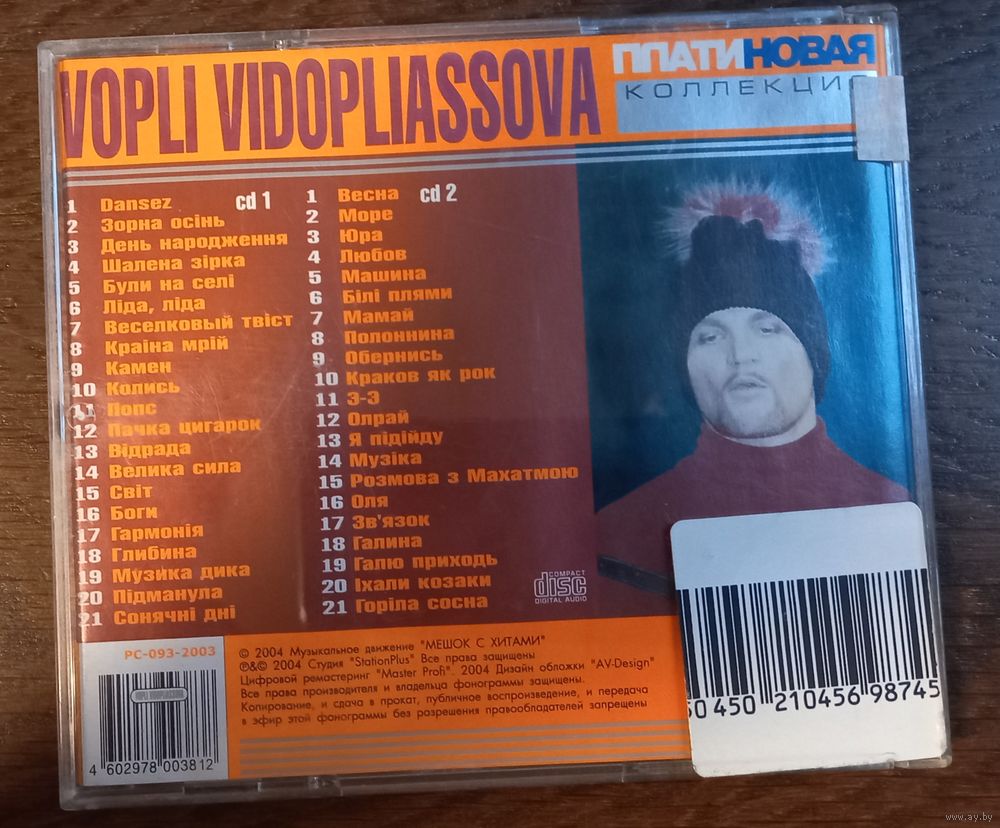 VOPLI VIDOPLIASSOVA
ПЛАТИНОВАЯ
КОЛЛЕКЦИЯ
cd 1
1 Dansez
2 Зорна осінь
3 День народження
4 Шалена зірка
5 Були на селі
6 Ліда, ліда
7 Веселковый твіст
8 Країна мрій
9 Камен
10 Колись
11 Попс
12 Пачка цигарок
13 Відрада
14 Велика сила
15 Світ
16 Боги
17 Гармонія
18 Глибина
19 Музика дика
20 Підманула
21 Сонячні дні
cd 2
1 Весна
2 Море
3 Юра
4 Любов
5 Машина
6 Білі плями
7 Мамай
8 Полоннина
9 Обернись
10 Краков як рок
11 З-З
12 Олрай
13 Я підійду
14 Музіка
15 Розмова з Махатмою
16 Оля
17 Зв'язок
18 Галина
19 Галю приходь
20 Їхали козаки
21 Горіла сосна
COMPACT
disc
DIGITAL AUDIO
PC-093-2003
VOPLI VIDOPLIASSOVA
4 602978 003812
© 2004 Музыкальное движение "МЕШОК С ХИТАМИ"
℗&© 2004 Студия "StationPlus" Все права защищены
Цифровой ремастеринг "Master Profi". 2004 Дизайн обложки "AV-Design"
Все права производителя и владельца фонограммы защищены.
Копирование, и сдача в прокат, публичное воспроизведение, и передача
в эфир этой фонограммы без разрешения правообладателей запрещены
50 450 210456 98745
www.ay.by